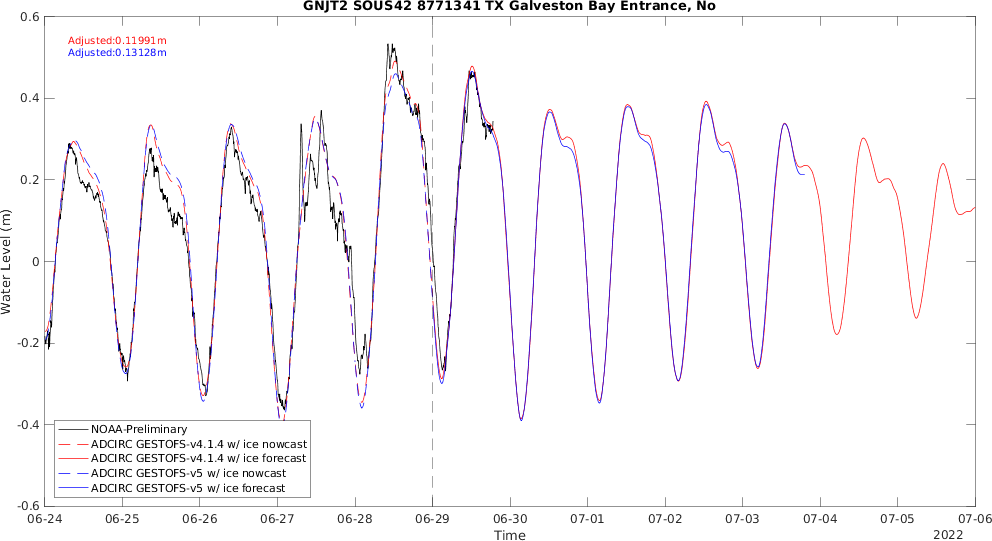 GNJT2 SOUS42 8771341 TX Galveston Bay Entrance, No
Adjusted:0.11991m
Adjusted:0.13128m
0.6
0.4
0.2
0
-0.2
-0.4
-0.6
Water Level (m)
NOAA-Preliminary
ADCIRC GESTOFS-v4.1.4 w/ ice nowcast
ADCIRC GESTOFS-v4.1.4 w/ ice forecast
ADCIRC GESTOFS-v5 w/ ice nowcast
ADCIRC GESTOFS-v5 w/ ice forecast
06-24 06-25 06-26 06-27 06-28 06-29 06-30 07-01 07-02 07-03 07-04 07-05 07-06
Time
2022